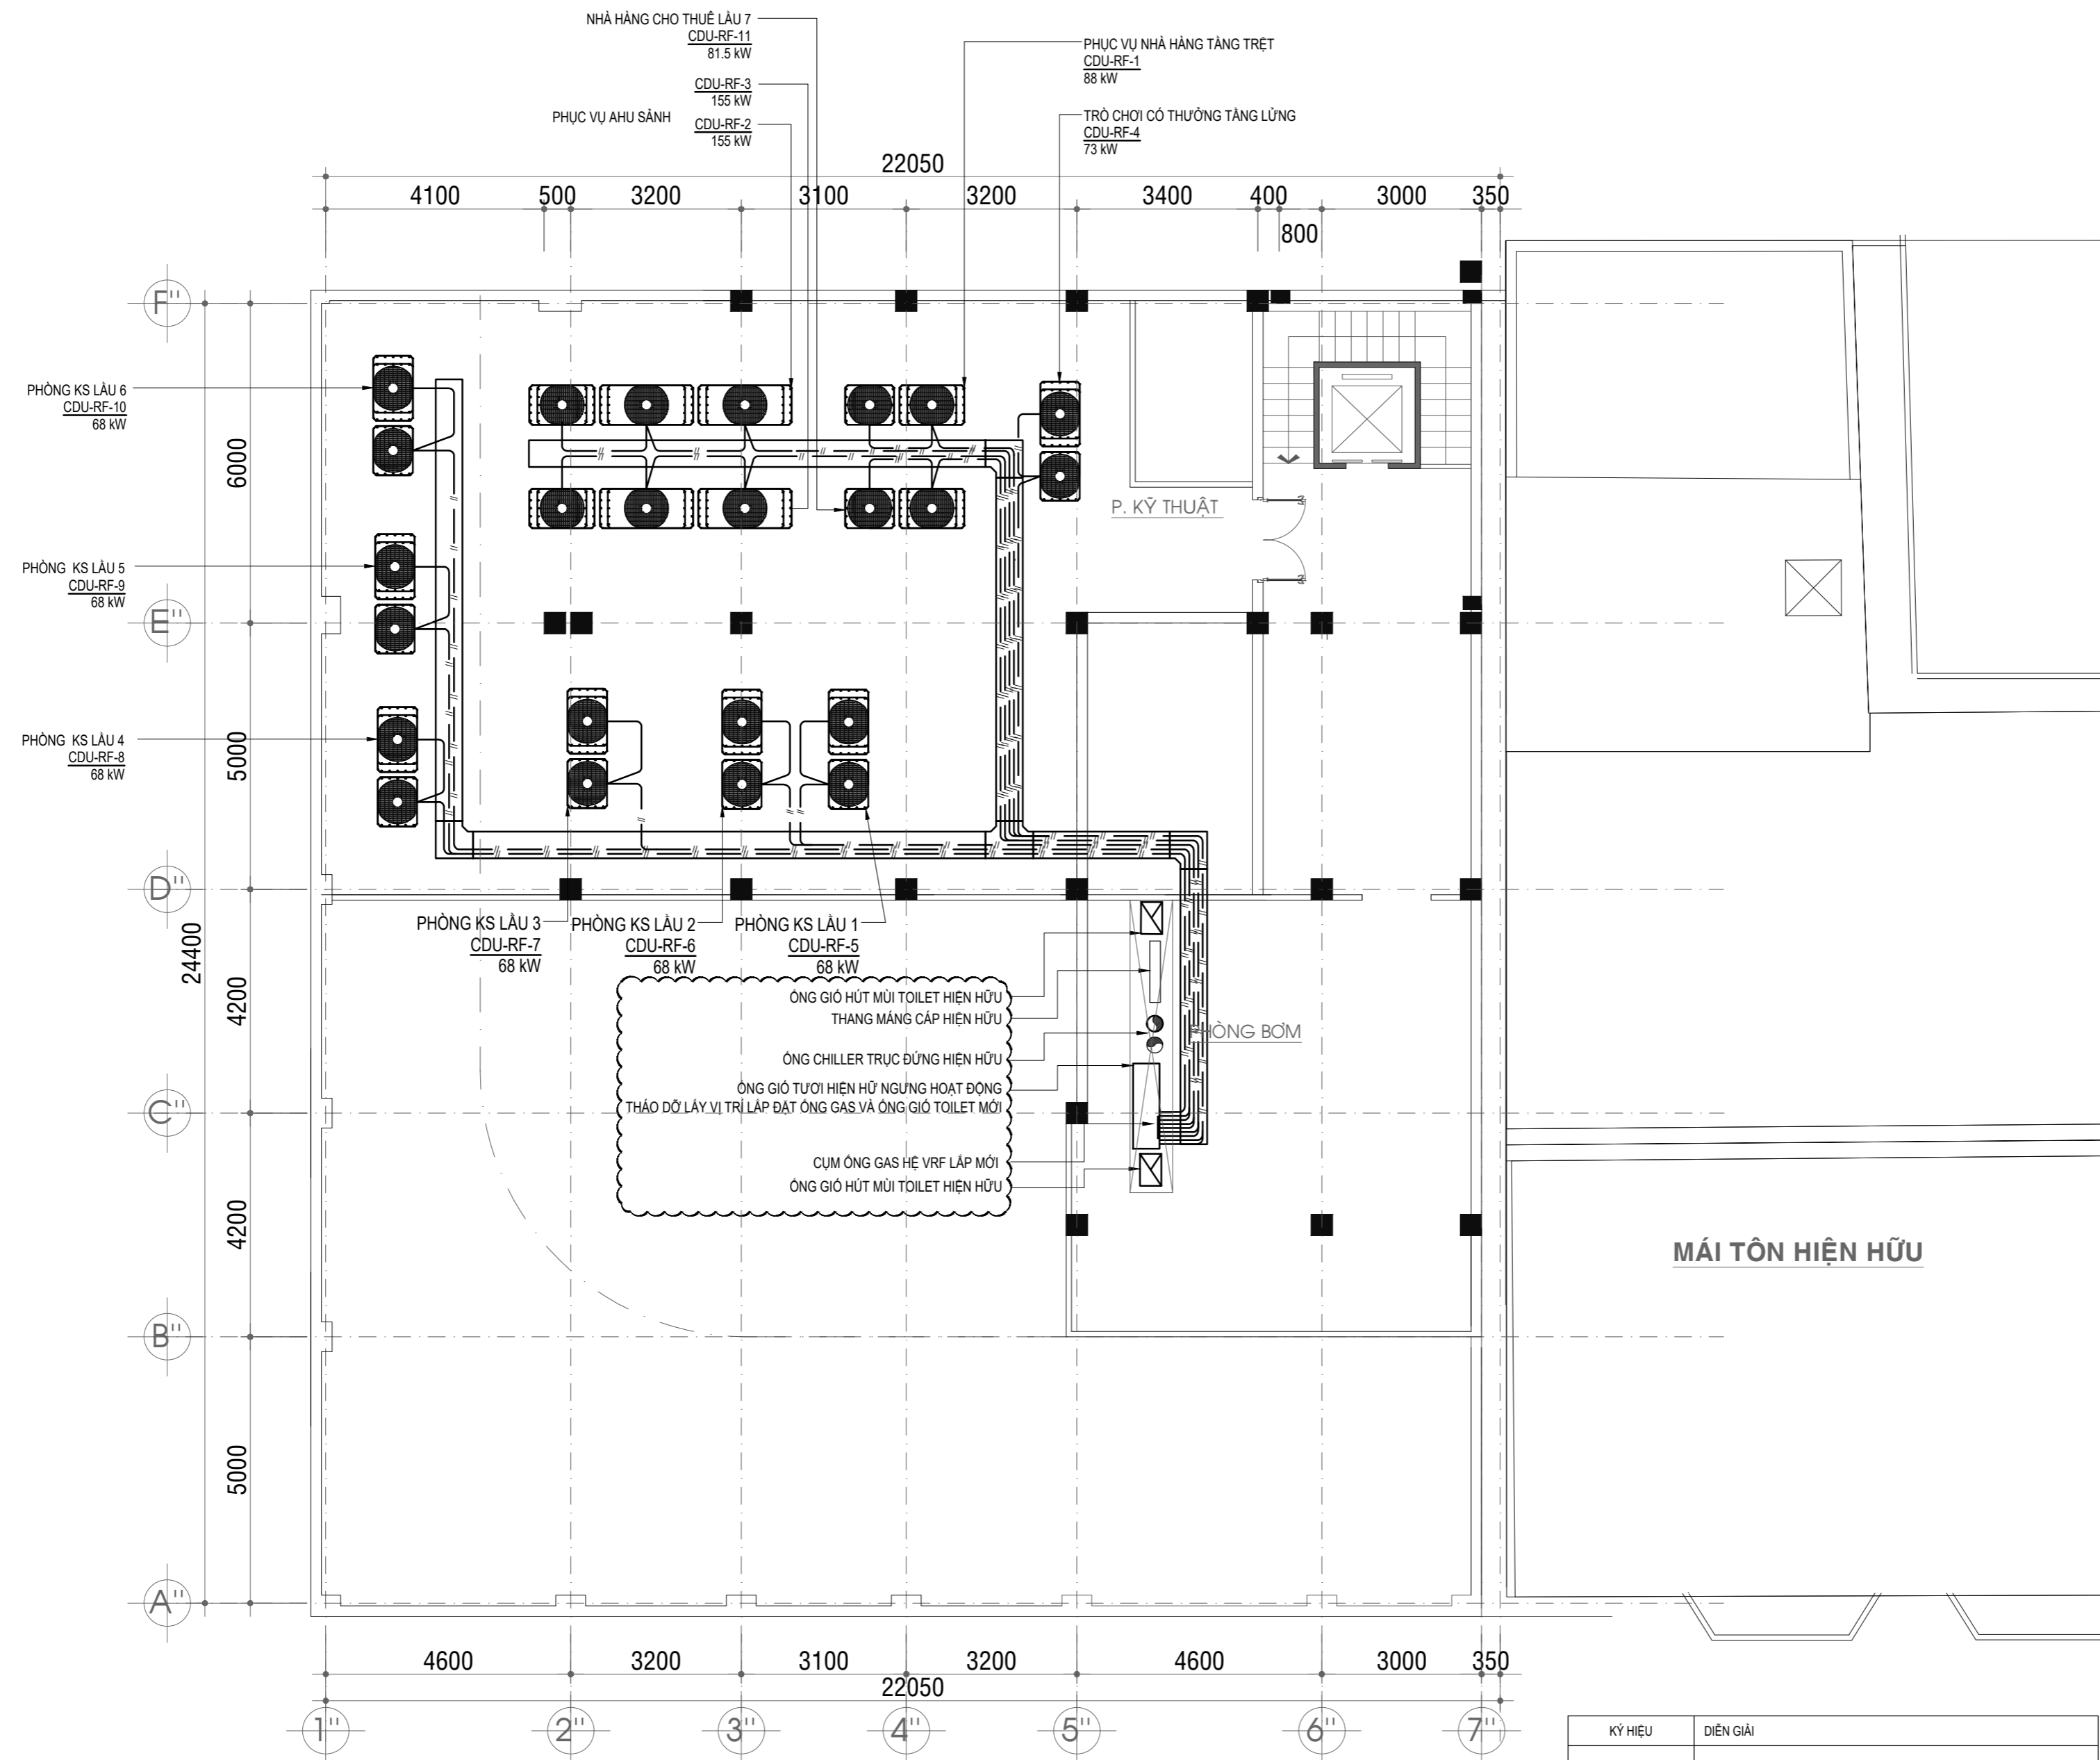 NHÀ HÀNG CHO THUÊ LẦU 7
CDU-RF-11
81.5 kW
CDU-RF-3
155 kW
PHỤC VỤ AHU SẢNH
CDU-RF-2
155 kW
PHỤC VỤ NHÀ HÀNG TẦNG TRỆT
CDU-RF-1
88 kW
TRÒ CHƠI CÓ THƯỞNG TẦNG LỬNG
CDU-RF-4
73 kW
22050
4100 500 3200 3100 3200 3400 400 3000 350
800
F"
PHÒNG KS LẦU 6
CDU-RF-10
68 kW
6000
P. KỸ THUẬT
PHÒNG KS LẦU 5
CDU-RF-9
68 kW
E"
PHÒNG KS LẦU 4
CDU-RF-8
68 kW
5000
D"
PHÒNG KS LẦU 3
CDU-RF-7
68 kW
PHÒNG KS LẦU 2
CDU-RF-6
68 kW
PHÒNG KS LẦU 1
CDU-RF-5
68 kW
24400
4200
ỐNG GIÓ HÚT MÙI TOILET HIỆN HỮU
THANG MÁNG CÁP HIỆN HỮU
ỐNG CHILLER TRỤC ĐỨNG HIỆN HỮU
ỐNG GIÓ TƯƠI HIỆN HỮ NGƯNG HOẠT ĐỘNG
THÁO DỠ LẤY VỊ TRÍ LẮP ĐẶT ỐNG GAS VÀ ỐNG GIÓ TOILET MỚI
CỤM ỐNG GAS HỆ VRF LẮP MỚI
ỐNG GIÓ HÚT MÙI TOILET HIỆN HỮU
PHÒNG BƠM
C"
4200
MÁI TÔN HIỆN HỮU
B"
5000
A"
4600 3200 3100 3200 4600 3000 350
22050
1" 2" 3" 4" 5" 6" 7"
KÝ HIỆU DIỄN GIẢI